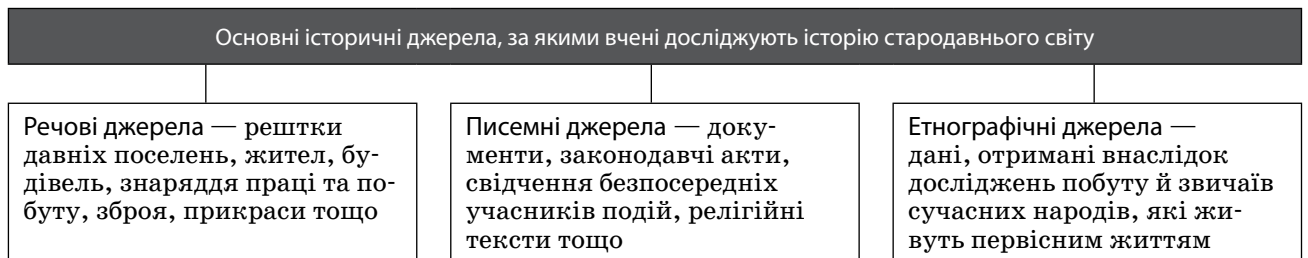 Основні історичні джерела, за якими вчені досліджують історію стародавнього світу
Речові джерела — рештки
давніх поселень, жител, бу-
дівель, знаряддя праці та по-
буту, зброя, прикраси тощо
Писемні джерела — доку-
менти, законодавчі акти,
свідчення безпосередніх
учасників подій, релігійні
тексти тощо
Етнографічні джерела —
дані, отримані внаслідок
досліджень побуту й звичаїв
сучасних народів, які жи-
вуть первісним життям